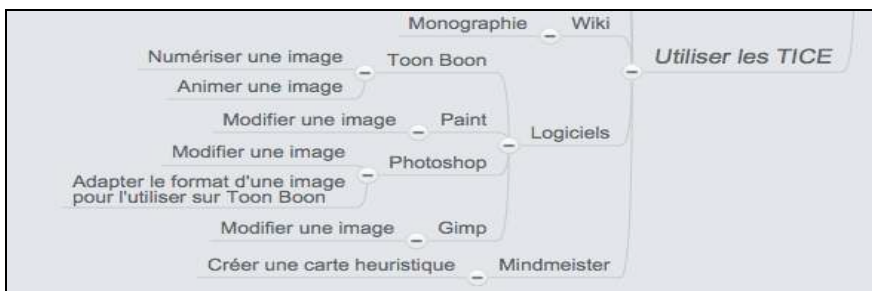 Monographie Wiki
Utiliser les TICE
Numériser une image
Toon Boon
Animer une image
Modifier une image Paint
Logiciels
Modifier une image
Photoshop
Adapter le format d'une image
pour l'utiliser sur Toon Boon
Modifier une image Gimp
Créer une carte heuristique Mindmeister